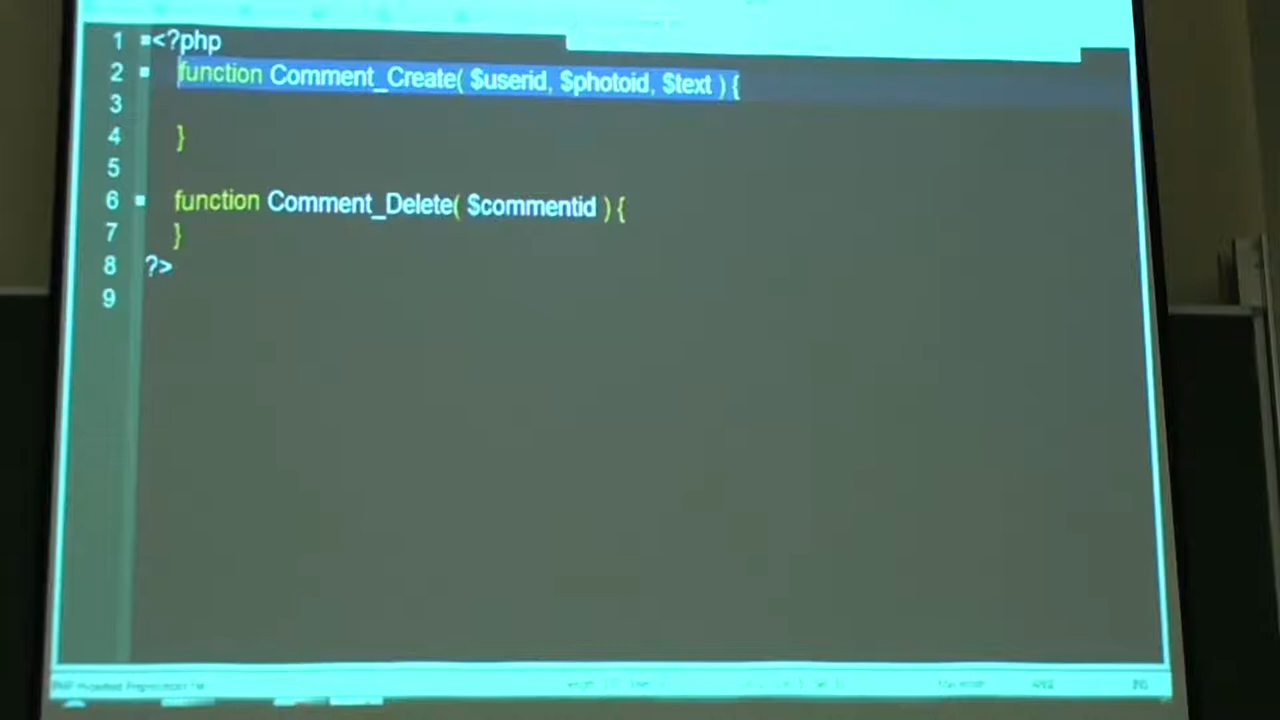 1 <?php
2 function Comment_Create( $userid, $photoid, $text ) {
3
4 }
5
6 function Comment_Delete( $commentid ) {
7 }
8 ?>
9